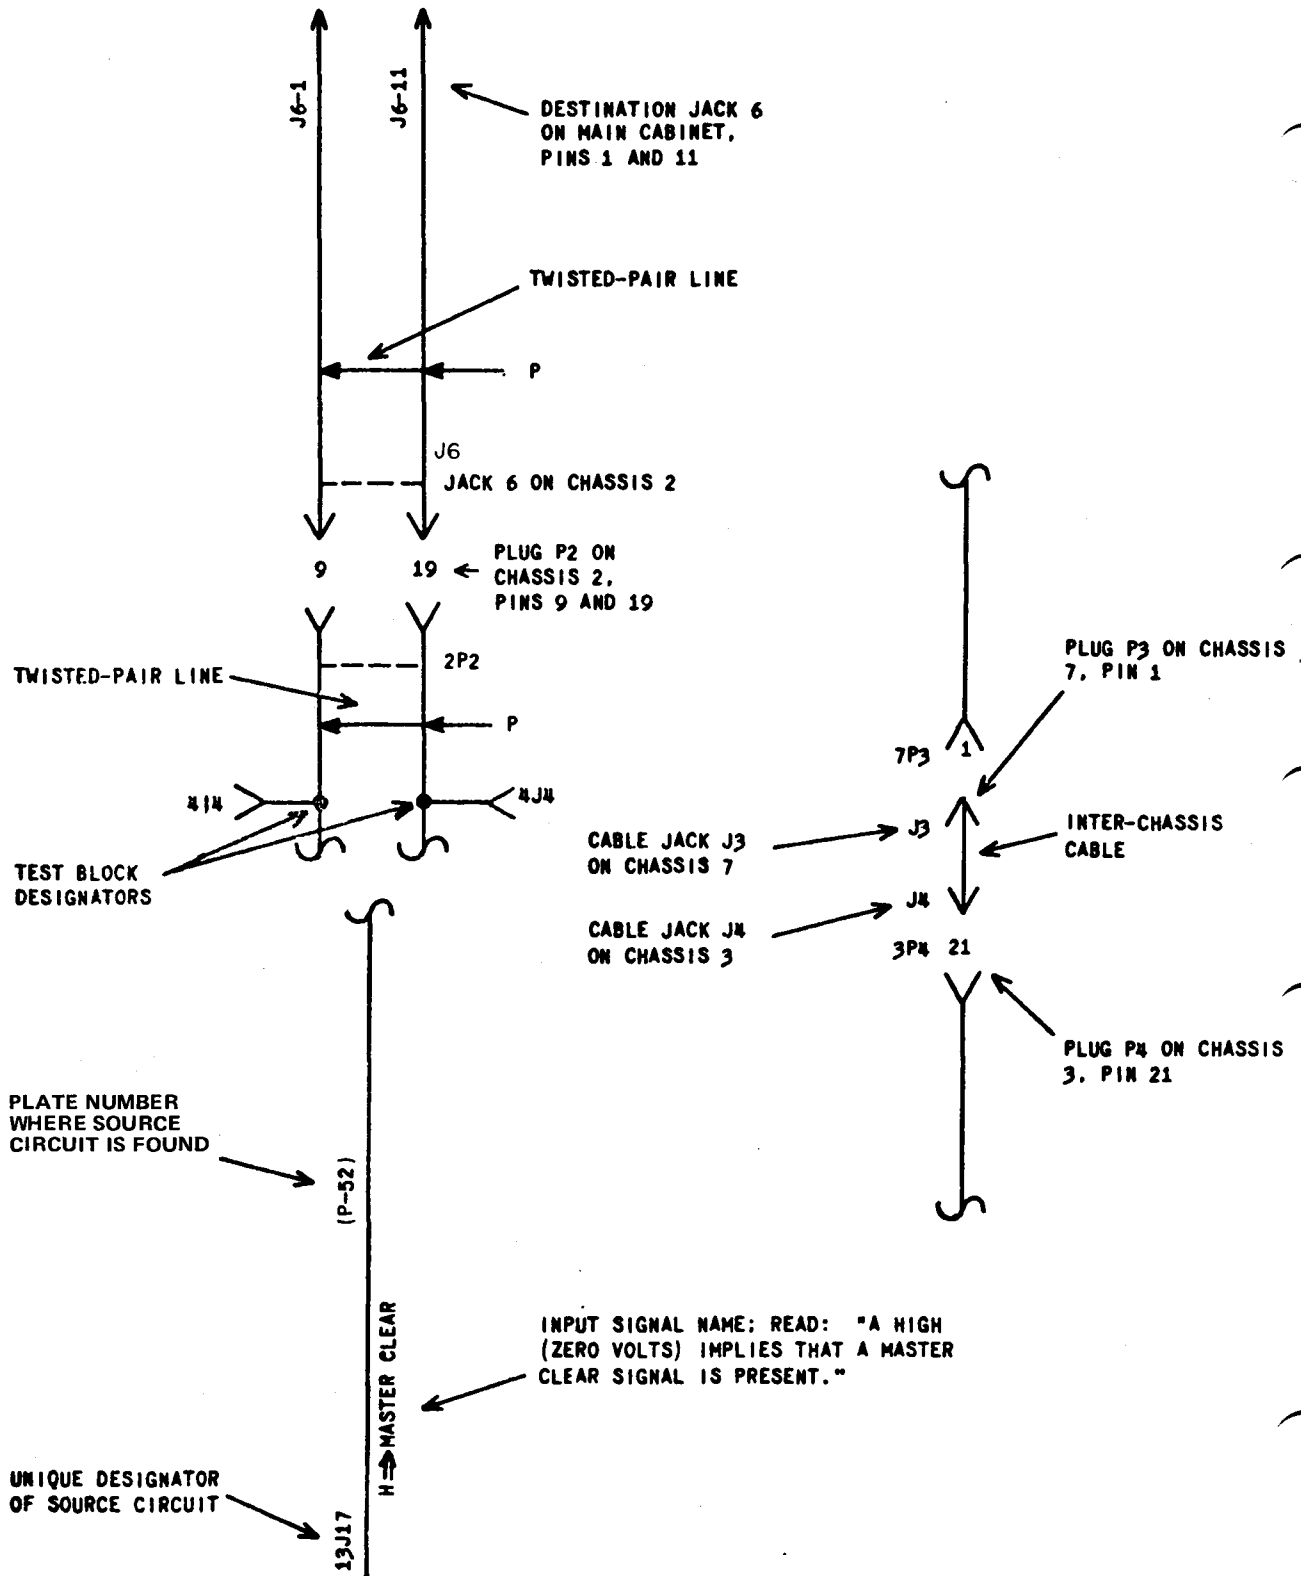 J6-1
J6-11
DESTINATION JACK 6
ON MAIN CABINET,
PINS 1 AND 11
TWISTED-PAIR LINE
P
J6
JACK 6 ON CHASSIS 2
9
19
PLUG P2 ON
CHASSIS 2,
PINS 9 AND 19
2P2
TWISTED-PAIR LINE
P
4I4
4J4
TEST BLOCK
DESIGNATORS
PLUG P3 ON CHASSIS
7, PIN 1
7P3
1
J3
INTER-CHASSIS
CABLE
CABLE JACK J3
ON CHASSIS 7
J4
CABLE JACK J4
ON CHASSIS 3
3P4
21
PLUG P4 ON CHASSIS
3, PIN 21
PLATE NUMBER
WHERE SOURCE
CIRCUIT IS FOUND
(P-52)
H⇒MASTER CLEAR
INPUT SIGNAL NAME; READ: "A HIGH
(ZERO VOLTS) IMPLIES THAT A MASTER
CLEAR SIGNAL IS PRESENT."
UNIQUE DESIGNATOR
OF SOURCE CIRCUIT
13J17